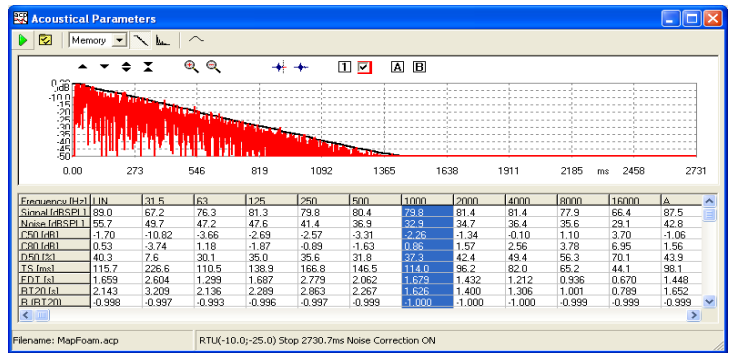 Acoustical Parameters
Memory
1 A B
0.00
dB
-10.0
-15
-20
-25
-30
-35
-40
-45
-50
0.00 273 546 819 1092 1365 1638 1911 2185 ms 2458 2731
Frequency [Hz] LIN 31.5 63 125 250 500 1000 2000 4000 8000 16000 A
Signal [dBSPL] 89.0 67.2 76.3 81.3 79.8 80.4 79.8 81.4 81.4 77.9 66.4 87.5
Noise [dBSPL] 55.7 49.7 47.2 46.4 41.4 36.9 32.9 34.7 36.4 35.6 29.1 42.8
C50 [dB] -1.70 -10.82 -3.66 -2.69 -2.57 -3.31 -2.26 -1.34 -0.10 1.10 3.70 -1.06
C80 [dB] 0.53 -3.74 1.18 -1.87 -0.89 -1.63 0.86 1.57 2.56 3.78 6.95 1.56
D50 [%] 40.3 7.6 30.1 35.0 35.6 31.8 37.3 42.4 49.4 56.3 70.1 43.9
TS [ms] 115.7 226.6 110.5 138.9 166.8 146.5 114.0 96.2 82.0 65.2 44.1 98.1
EDT [s] 1.659 2.604 1.299 1.687 2.779 2.062 1.679 1.432 1.212 0.936 0.670 1.448
RT20 [s] 2.143 3.209 2.136 2.289 2.863 2.267 1.626 1.400 1.306 1.001 0.789 1.652
R (RT20) -0.998 -0.997 -0.993 -0.996 -0.997 -0.999 -1.000 -1.000 -1.000 -0.999 -0.999 -0.999
Filename: MapFoam.acp RTU(-10.0;-25.0) Stop 2730.7ms Noise Correction ON